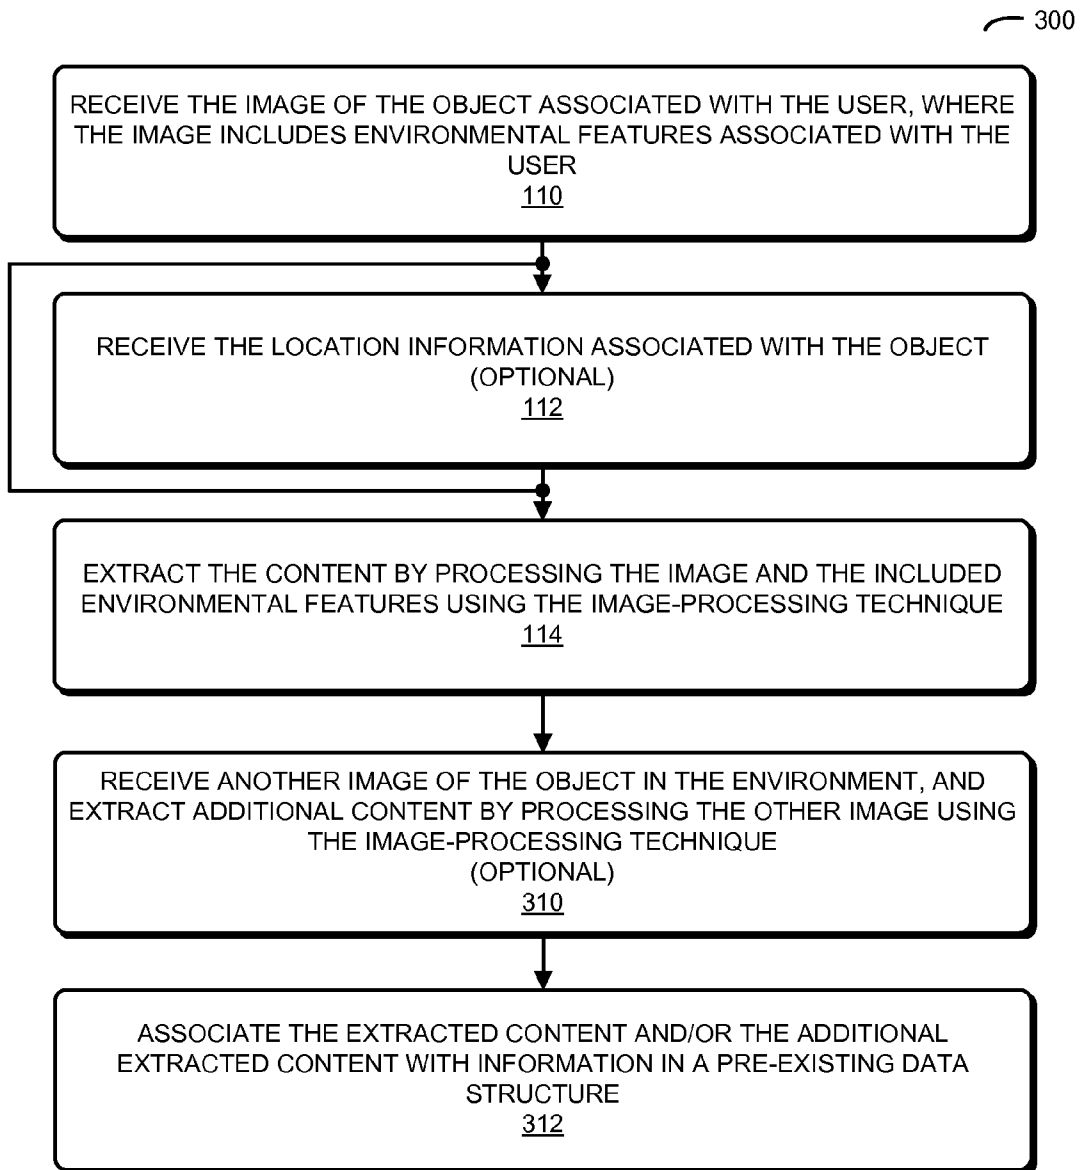 300
RECEIVE THE IMAGE OF THE OBJECT ASSOCIATED WITH THE USER, WHERE
THE IMAGE INCLUDES ENVIRONMENTAL FEATURES ASSOCIATED WITH THE
USER
110
RECEIVE THE LOCATION INFORMATION ASSOCIATED WITH THE OBJECT
(OPTIONAL)
112
EXTRACT THE CONTENT BY PROCESSING THE IMAGE AND THE INCLUDED
ENVIRONMENTAL FEATURES USING THE IMAGE-PROCESSING TECHNIQUE
114
RECEIVE ANOTHER IMAGE OF THE OBJECT IN THE ENVIRONMENT, AND
EXTRACT ADDITIONAL CONTENT BY PROCESSING THE OTHER IMAGE USING
THE IMAGE-PROCESSING TECHNIQUE
(OPTIONAL)
310
ASSOCIATE THE EXTRACTED CONTENT AND/OR THE ADDITIONAL
EXTRACTED CONTENT WITH INFORMATION IN A PRE-EXISTING DATA
STRUCTURE
312